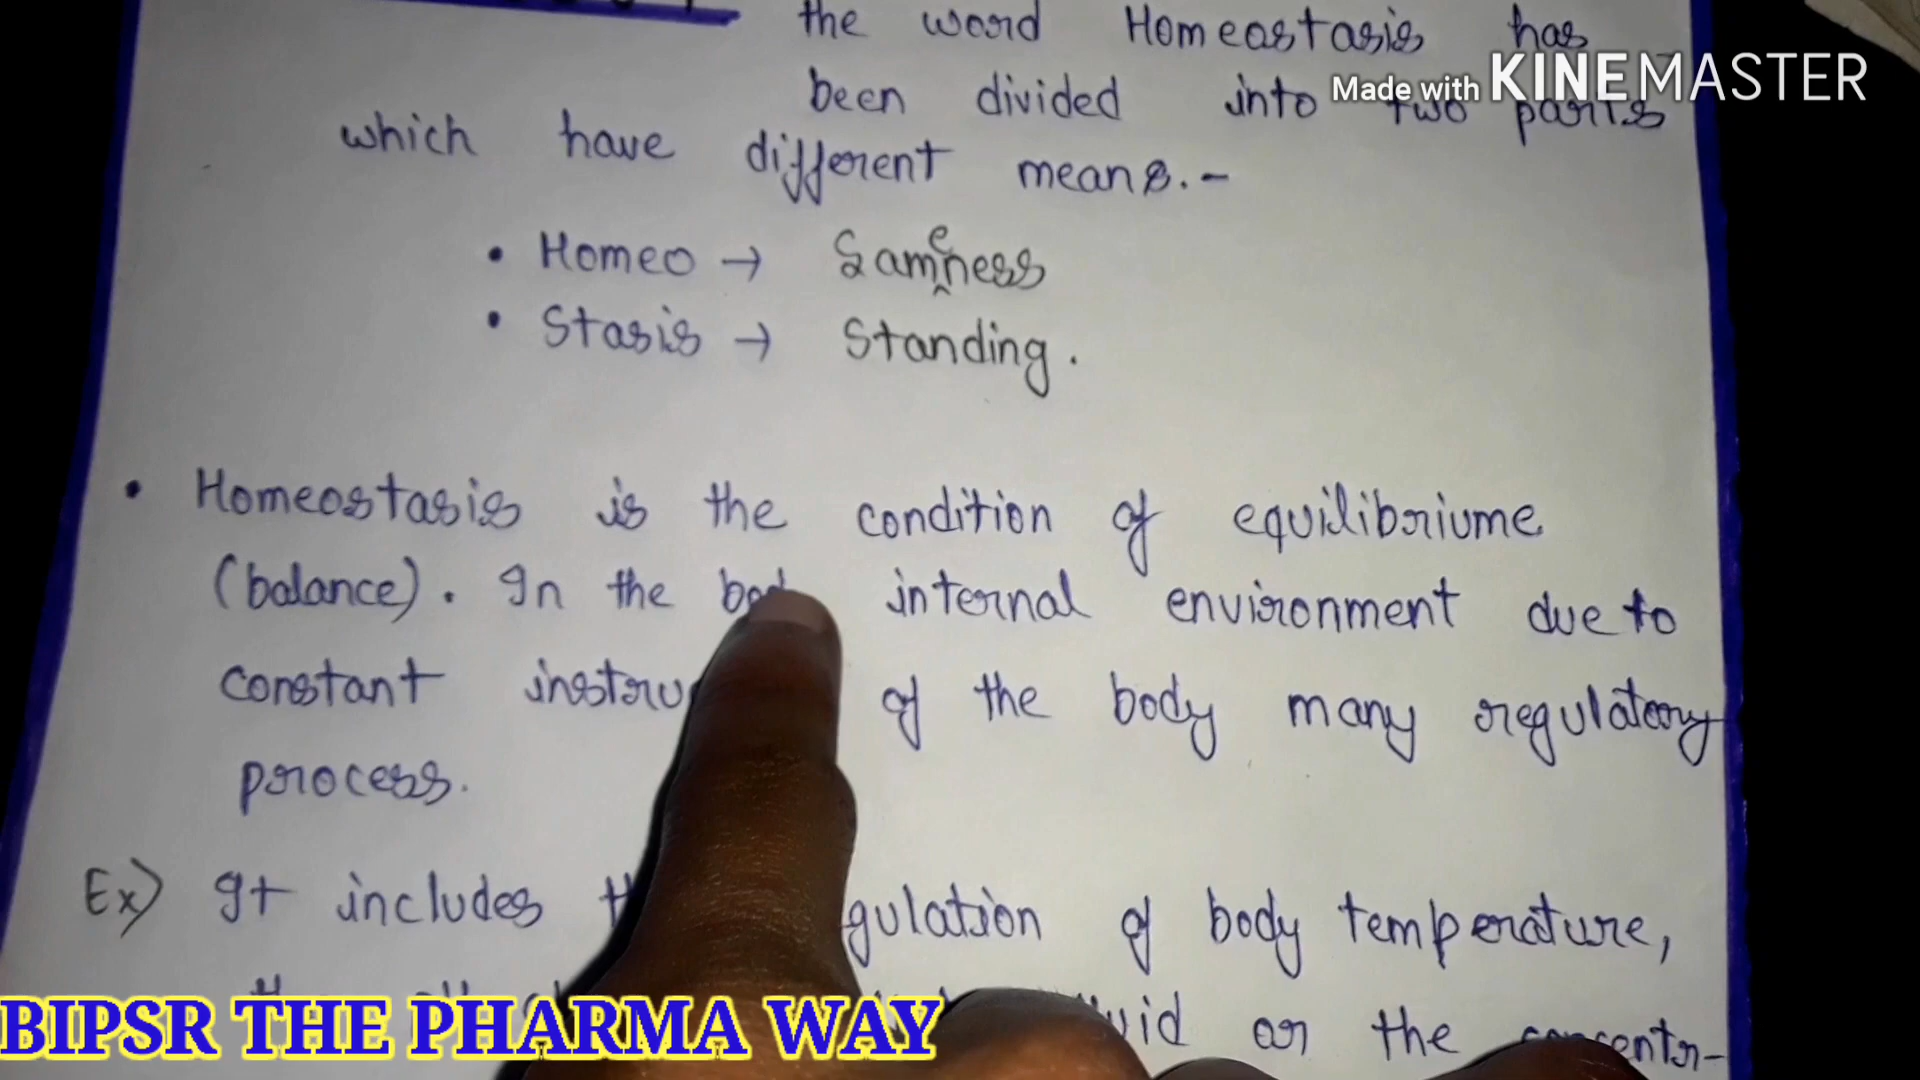 the word Homeostasis has
Made with KINEMASTER
been divided into two parts
which have different means.-
• Homeo → Sameness
• Stasis → Standing.
• Homeostasis is the condition of equilibriume
(balance). In the internal environment due to
constant of the body many regulatory
process.
Ex) It includes of body temperature,
or the
BIPSR THE PHARMA WAY